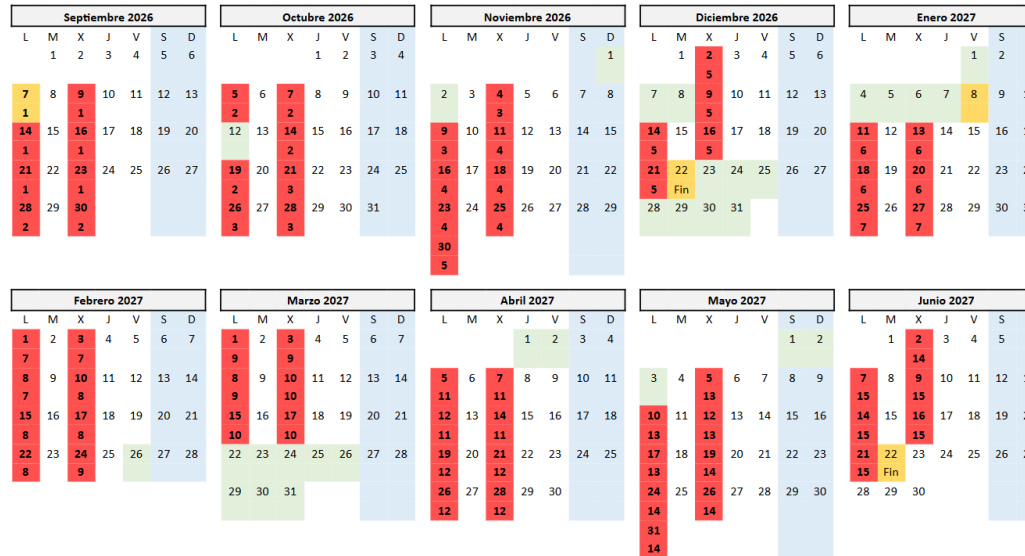 Septiembre 2026
L M X J V S D
1 2 3 4 5 6
7 8 9 10 11 12 13
1 1
14 15 16 17 18 19 20
1 1
21 22 23 24 25 26 27
1 1
28 29 30
2 2
Octubre 2026
L M X J V S D
1 2 3 4
5 6 7 8 9 10 11
2 2
12 13 14 15 16 17 18
2
19 20 21 22 23 24 25
2 3
26 27 28 29 30 31
3 3
Noviembre 2026
L M X J V S D
1
2 3 4 5 6 7 8
3
9 10 11 12 13 14 15
3 4
16 17 18 19 20 21 22
4 4
23 24 25 26 27 28 29
4 4
30
5
Diciembre 2026
L M X J V S D
1 2 3 4 5 6
5
7 8 9 10 11 12 13
5
14 15 16 17 18 19 20
5 5
21 22 23 24 25 26 27
5 Fin
28 29 30 31
Enero 2027
L M X J V S
1 2
4 5 6 7 8 9
11 12 13 14 15 16
6 6
18 19 20 21 22 23
6 6
25 26 27 28 29 30
7 7
Febrero 2027
L M X J V S D
1 2 3 4 5 6 7
7 7
8 9 10 11 12 13 14
7 8
15 16 17 18 19 20 21
8 8
22 23 24 25 26 27 28
8 9
Marzo 2027
L M X J V S D
1 2 3 4 5 6 7
9 9
8 9 10 11 12 13 14
9 10
15 16 17 18 19 20 21
10 10
22 23 24 25 26 27 28
29 30 31
Abril 2027
L M X J V S D
1 2 3 4
5 6 7 8 9 10 11
11 11
12 13 14 15 16 17 18
11 11
19 20 21 22 23 24 25
12 12
26 27 28 29 30
12 12
Mayo 2027
L M X J V S D
1 2
3 4 5 6 7 8 9
13
10 11 12 13 14 15 16
13 13
17 18 19 20 21 22 23
13 14
24 25 26 27 28 29 30
14 14
31
14
Junio 2027
L M X J V S
1 2 3 4 5
14
7 8 9 10 11 12
15 15
14 15 16 17 18 19
15 15
21 22 23 24 25 26
15 Fin
28 29 30